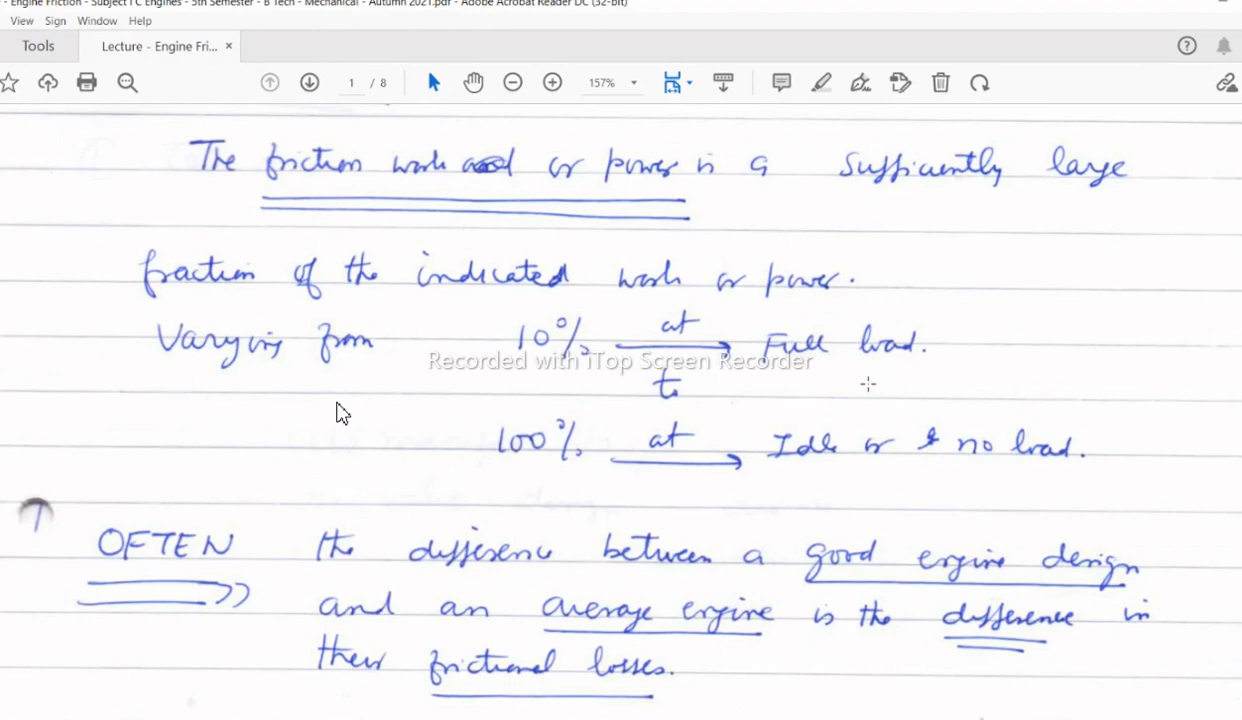 - Engine Friction - Subject I C Engines - 5th Semester - B Tech - Mechanical - Autumn 2021.pdf - Adobe Acrobat Reader DC (32-bit)
View Sign Window Help
Tools Lecture - Engine Fri... ×
1 / 8 157%
The friction work or power is a sufficiently large
fraction of the indicated work or power.
Varying from 10% at Full load.
Recorded with iTop Screen Recorder
to
100% at Idle or no load.
OFTEN the difference between a good engine design
and an average engine is the difference in
their frictional losses.